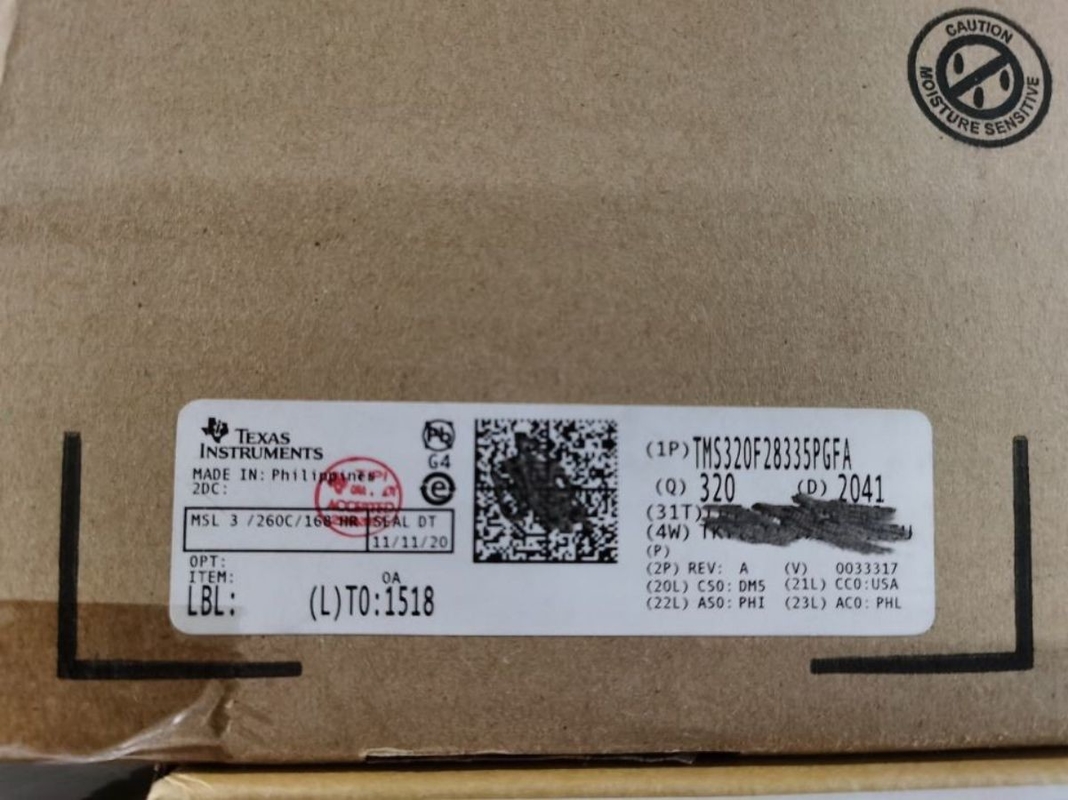 CAUTION
MOISTURE SENSITIVE
TEXAS
INSTRUMENTS
MADE IN: Philippines
2DC:
MSL 3 /260C/168 HR
SEAL DT
11/11/20
OPT:
ITEM:
0A
LBL:
(L)TO:1518
Pb
G4
e
ACCEPTED
(1P) TMS320F28335PGFA
(Q) 320
(D) 2041
(31T)
(4W)
(P)
(2P) REV: A
(V) 0033317
(20L) CSO: DM5
(21L) CCO:USA
(22L) ASO: PHI
(23L) ACO: PHL